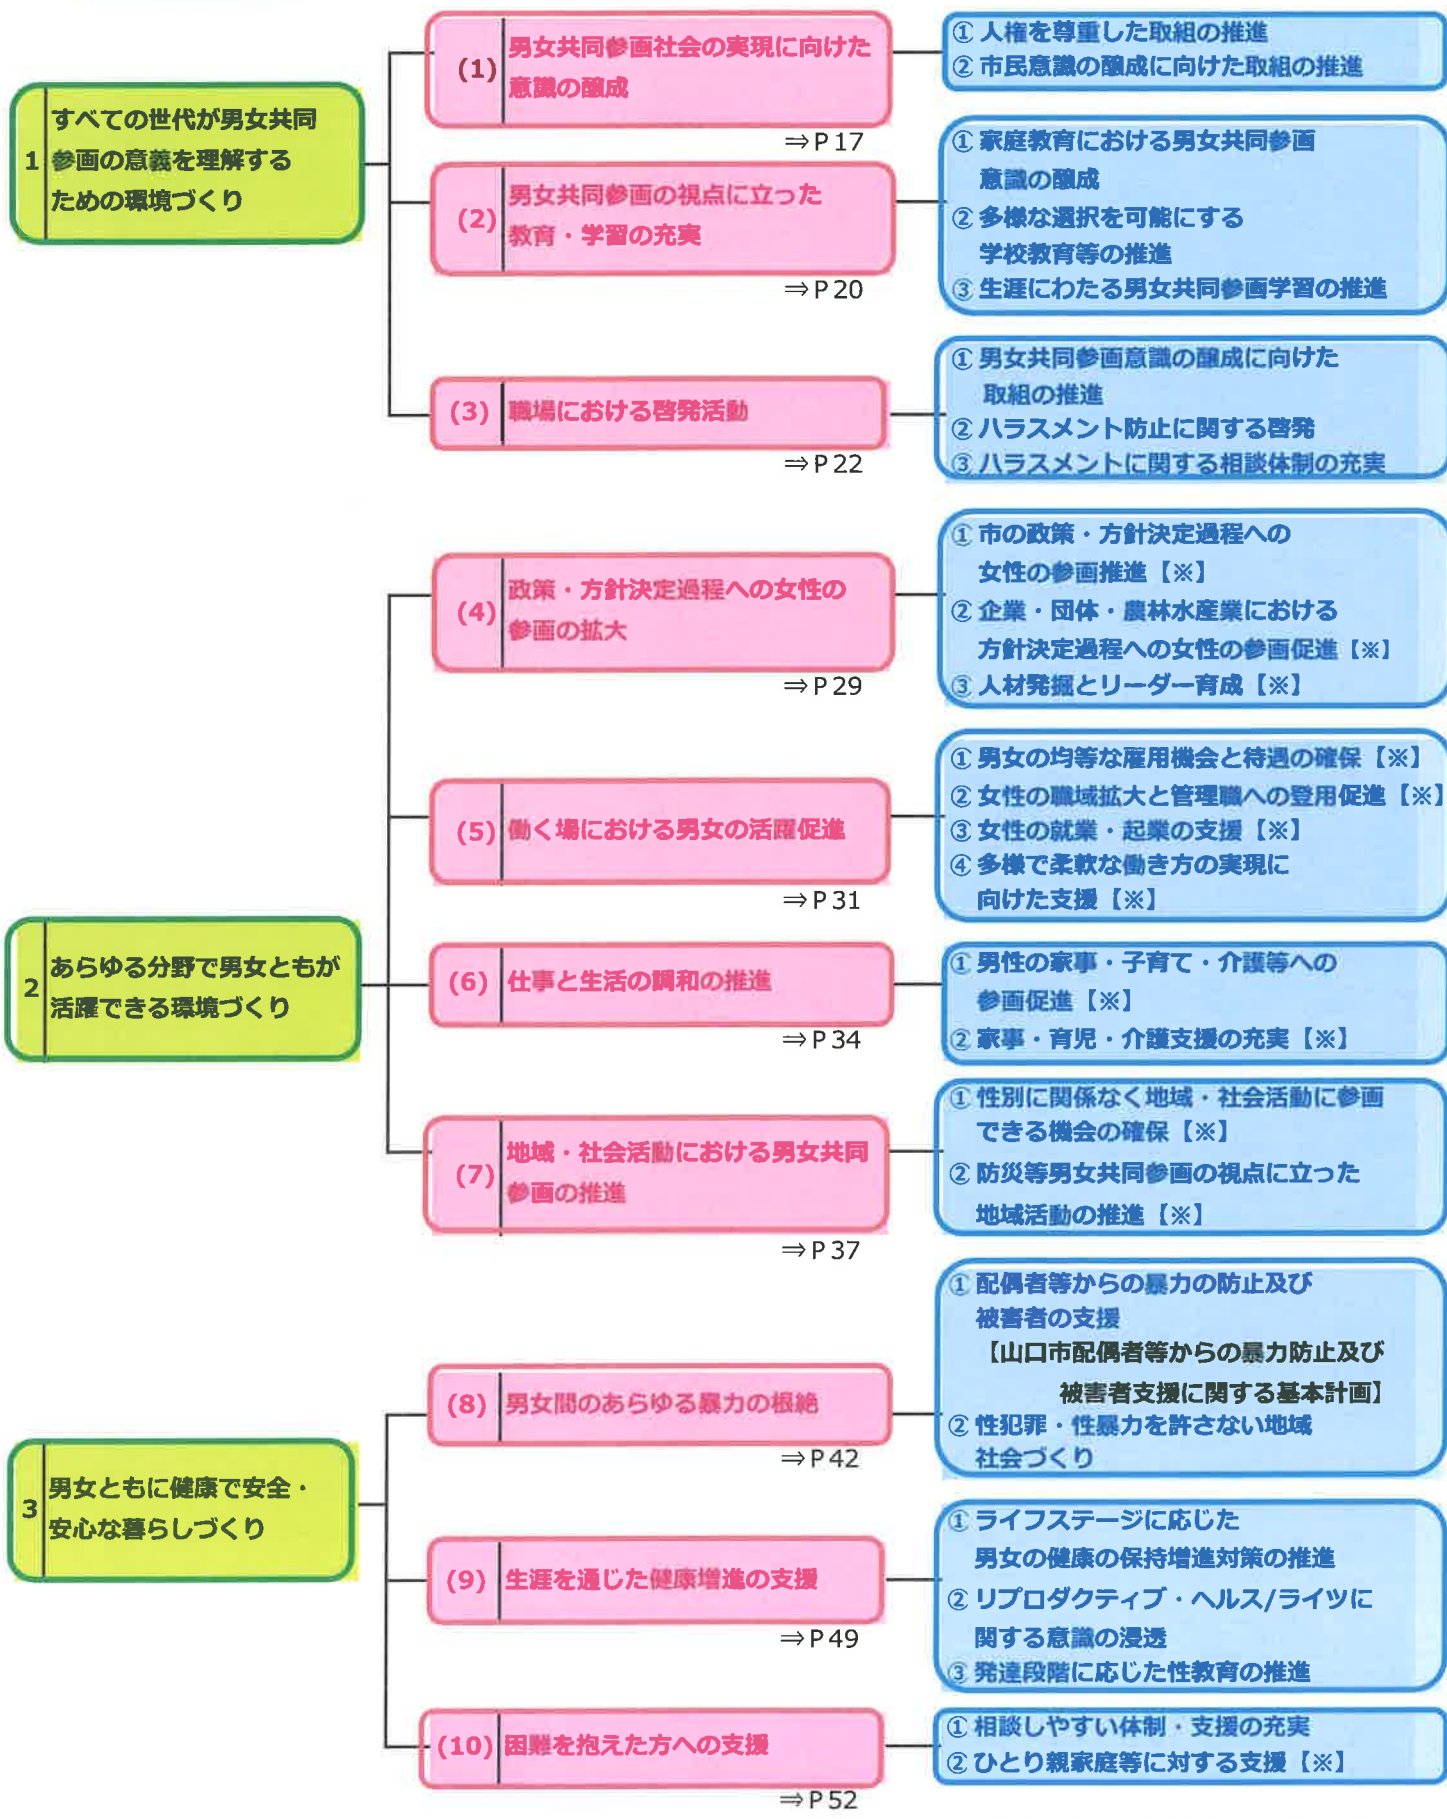 1
すべての世代が男女共同
参画の意義を理解する
ための環境づくり
(1)
男女共同参画社会の実現に向けた
意識の醸成
⇒P17
① 人権を尊重した取組の推進
② 市民意識の醸成に向けた取組の推進
(2)
男女共同参画の視点に立った
教育・学習の充実
⇒P20
① 家庭教育における男女共同参画
意識の醸成
② 多様な選択を可能にする
学校教育等の推進
③ 生涯にわたる男女共同参画学習の推進
(3)
職場における啓発活動
⇒P22
① 男女共同参画意識の醸成に向けた
取組の推進
② ハラスメント防止に関する啓発
③ ハラスメントに関する相談体制の充実
2
あらゆる分野で男女ともが
活躍できる環境づくり
(4)
政策・方針決定過程への女性の
参画の拡大
⇒P29
① 市の政策・方針決定過程への
女性の参画推進【※】
② 企業・団体・農林水産業における
方針決定過程への女性の参画促進【※】
③ 人材発掘とリーダー育成【※】
(5)
働く場における男女の活躍促進
⇒P31
① 男女の均等な雇用機会と待遇の確保【※】
② 女性の職域拡大と管理職への登用促進【※】
③ 女性の就業・起業の支援【※】
④ 多様で柔軟な働き方の実現に
向けた支援【※】
(6)
仕事と生活の調和の推進
⇒P34
① 男性の家事・子育て・介護等への
参画促進【※】
② 家事・育児・介護支援の充実【※】
(7)
地域・社会活動における男女共同
参画の推進
⇒P37
① 性別に関係なく地域・社会活動に参画
できる機会の確保【※】
② 防災等男女共同参画の視点に立った
地域活動の推進【※】
3
男女ともに健康で安全・
安心な暮らしづくり
(8)
男女間のあらゆる暴力の根絶
⇒P42
① 配偶者等からの暴力の防止及び
被害者の支援
【山口市配偶者等からの暴力防止及び
被害者支援に関する基本計画】
② 性犯罪・性暴力を許さない地域
社会づくり
(9)
生涯を通じた健康増進の支援
⇒P49
① ライフステージに応じた
男女の健康の保持増進対策の推進
② リプロダクティブ・ヘルス/ライツに
関する意識の浸透
③ 発達段階に応じた性教育の推進
(10)
困難を抱えた方への支援
⇒P52
① 相談しやすい体制・支援の充実
② ひとり親家庭等に対する支援【※】